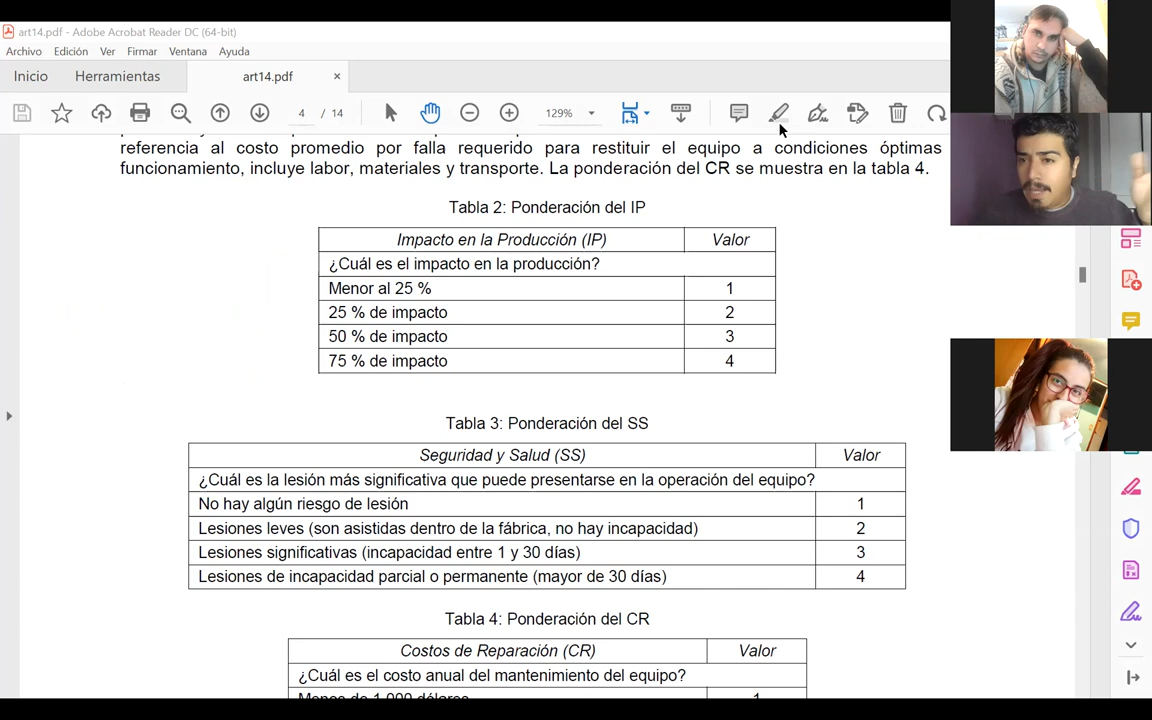 art14.pdf - Adobe Acrobat Reader DC (64-bit)
Archivo Edición Ver Firmar Ventana Ayuda
Inicio Herramientas art14.pdf ×
4 / 14 129%
referencia al costo promedio por falla requerido para restituir el equipo a condiciones óptimas
funcionamiento, incluye labor, materiales y transporte. La ponderación del CR se muestra en la tabla 4.
Tabla 2: Ponderación del IP
Impacto en la Producción (IP) Valor
¿Cuál es el impacto en la producción?
Menor al 25 % 1
25 % de impacto 2
50 % de impacto 3
75 % de impacto 4
Tabla 3: Ponderación del SS
Seguridad y Salud (SS) Valor
¿Cuál es la lesión más significativa que puede presentarse en la operación del equipo?
No hay algún riesgo de lesión 1
Lesiones leves (son asistidas dentro de la fábrica, no hay incapacidad) 2
Lesiones significativas (incapacidad entre 1 y 30 días) 3
Lesiones de incapacidad parcial o permanente (mayor de 30 días) 4
Tabla 4: Ponderación del CR
Costos de Reparación (CR) Valor
¿Cuál es el costo anual del mantenimiento del equipo?
Menos de 1 000 dólares 1